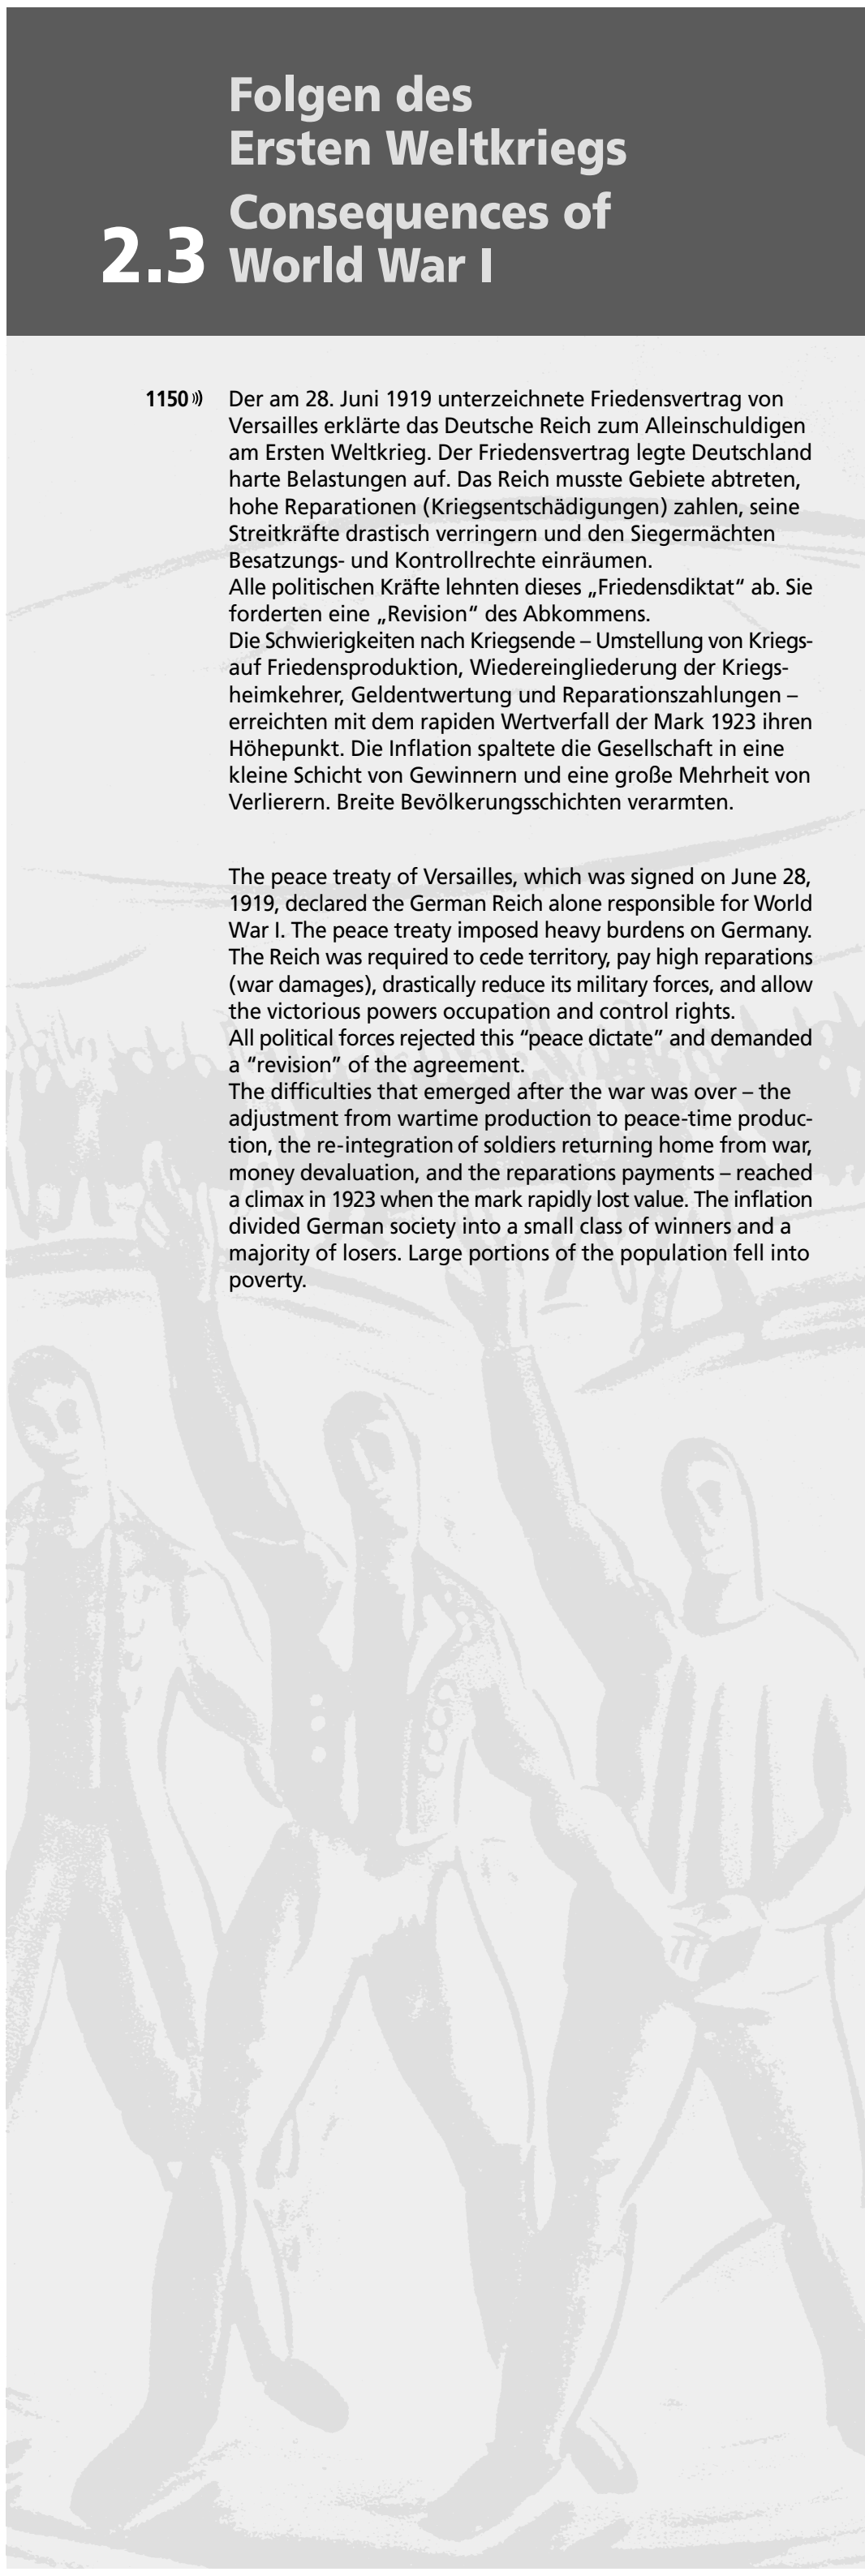 Folgen des
Ersten Weltkriegs
Consequences of
2.3 World War I
1150 Der am 28. Juni 1919 unterzeichnete Friedensvertrag von
Versailles erklärte das Deutsche Reich zum Alleinschuldigen
am Ersten Weltkrieg. Der Friedensvertrag legte Deutschland
harte Belastungen auf. Das Reich musste Gebiete abtreten,
hohe Reparationen (Kriegsentschädigungen) zahlen, seine
Streitkräfte drastisch verringern und den Siegermächten
Besatzungs- und Kontrollrechte einräumen.
Alle politischen Kräfte lehnten dieses „Friedensdiktat“ ab. Sie
forderten eine „Revision“ des Abkommens.
Die Schwierigkeiten nach Kriegsende – Umstellung von Kriegs-
auf Friedensproduktion, Wiedereingliederung der Kriegs-
heimkehrer, Geldentwertung und Reparationszahlungen –
erreichten mit dem rapiden Wertverfall der Mark 1923 ihren
Höhepunkt. Die Inflation spaltete die Gesellschaft in eine
kleine Schicht von Gewinnern und eine große Mehrheit von
Verlierern. Breite Bevölkerungsschichten verarmten.
The peace treaty of Versailles, which was signed on June 28,
1919, declared the German Reich alone responsible for World
War I. The peace treaty imposed heavy burdens on Germany.
The Reich was required to cede territory, pay high reparations
(war damages), drastically reduce its military forces, and allow
the victorious powers occupation and control rights.
All political forces rejected this “peace dictate” and demanded
a “revision” of the agreement.
The difficulties that emerged after the war was over – the
adjustment from wartime production to peace-time produc-
tion, the re-integration of soldiers returning home from war,
money devaluation, and the reparations payments – reached
a climax in 1923 when the mark rapidly lost value. The inflation
divided German society into a small class of winners and a
majority of losers. Large portions of the population fell into
poverty.